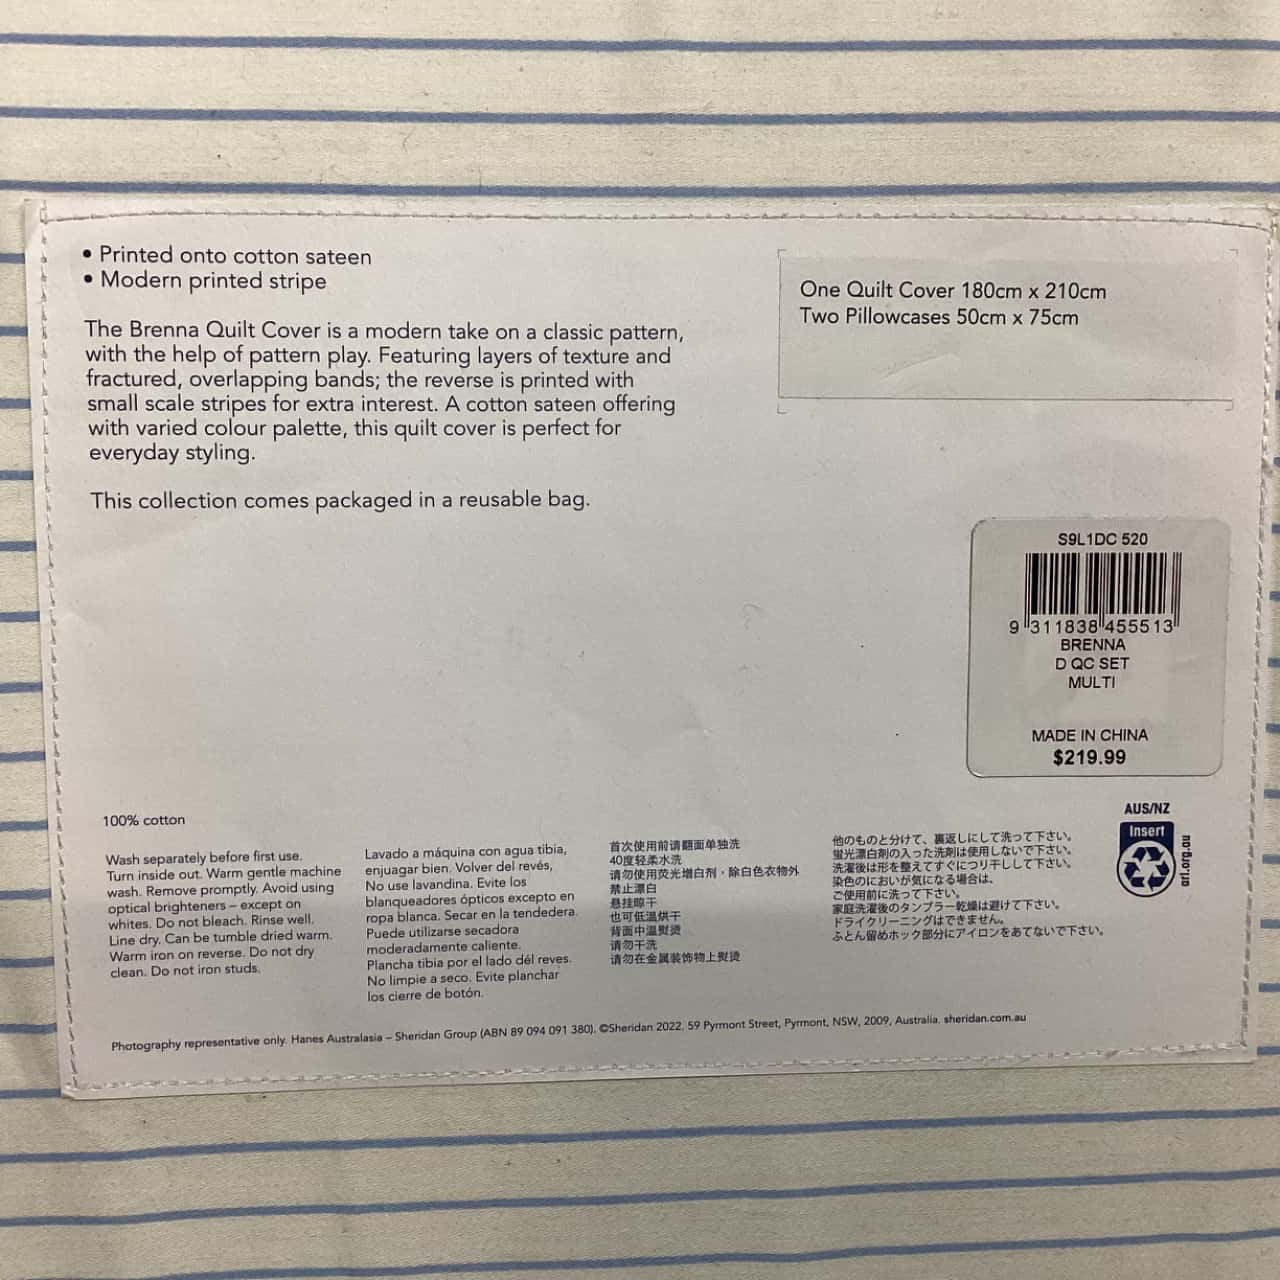 • Printed onto cotton sateen
• Modern printed stripe
The Brenna Quilt Cover is a modern take on a classic pattern,
with the help of pattern play. Featuring layers of texture and
fractured, overlapping bands; the reverse is printed with
small scale stripes for extra interest. A cotton sateen offering
with varied colour palette, this quilt cover is perfect for
everyday styling.
This collection comes packaged in a reusable bag.
One Quilt Cover 180cm x 210cm
Two Pillowcases 50cm x 75cm
S9L1DC 520
9 311838 455513
BRENNA
D QC SET
MULTI
MADE IN CHINA
$219.99
100% cotton
Wash separately before first use.
Turn inside out. Warm gentle machine
wash. Remove promptly. Avoid using
optical brighteners – except on
whites. Do not bleach. Rinse well.
Line dry. Can be tumble dried warm.
Warm iron on reverse. Do not dry
clean. Do not iron studs.
Lavado a máquina con agua tibia,
enjuagar bien. Volver del revés,
No use lavandina. Evite los
blanqueadores ópticos excepto en
ropa blanca. Secar en la tendedera.
Puede utilizarse secadora
moderadamente caliente.
Plancha tibia por el lado dél reves.
No limpie a seco. Evite planchar
los cierre de botón.
首次使用前请翻面单独洗
40度轻柔水洗
请勿使用荧光增白剂・除白色衣物外
禁止漂白
悬挂晾干
也可低温烘干
背面中温熨烫
请勿干洗
请勿在金属装饰物上熨烫
他のものと分けて、裏返しにして洗って下さい。
蛍光漂白剤の入った洗剤は使用しないで下さい。
洗濯後は形を整えてすぐにつり干しして下さい。
染色のにおいが気になる場合は、
ご使用前に洗って下さい。
家庭洗濯後のタンブラー乾燥は避けて下さい。
ドライクリーニングはできません。
ふとん留めホック部分にアイロンをあてないで下さい。
AUS/NZ
Insert
arl.org.au
Photography representative only. Hanes Australasia – Sheridan Group (ABN 89 094 091 380). ©Sheridan 2022. 59 Pyrmont Street, Pyrmont, NSW, 2009, Australia. sheridan.com.au